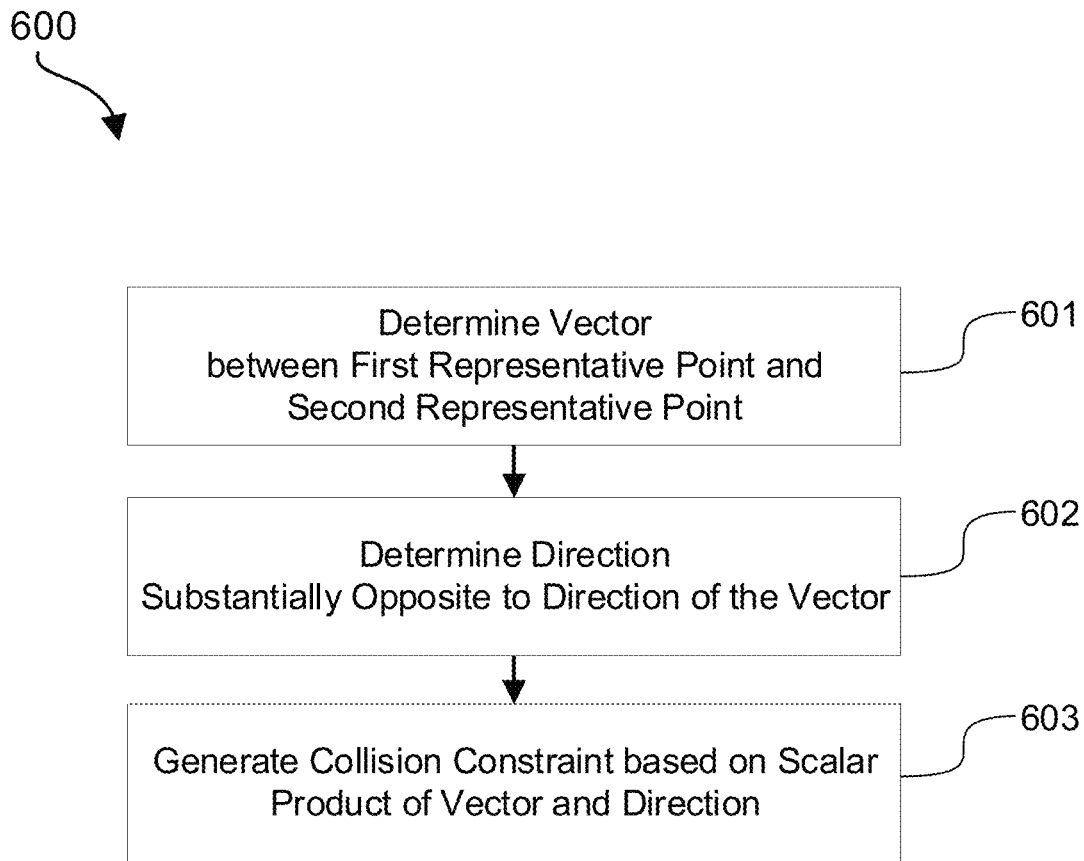 600
Determine Vector
between First Representative Point and
Second Representative Point
601
Determine Direction
Substantially Opposite to Direction of the Vector
602
Generate Collision Constraint based on Scalar
Product of Vector and Direction
603